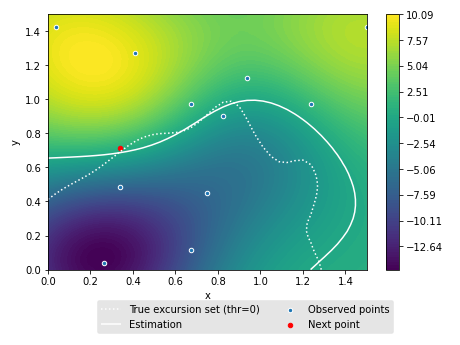 1.4
1.2
1.0
0.8
0.6
0.4
0.2
0.0
y
0.0 0.2 0.4 0.6 0.8 1.0 1.2 1.4
x
10.09
7.57
5.04
2.51
−0.01
−2.54
−5.06
−7.59
−10.11
−12.64
True excursion set (thr=0)
Estimation
Observed points
Next point